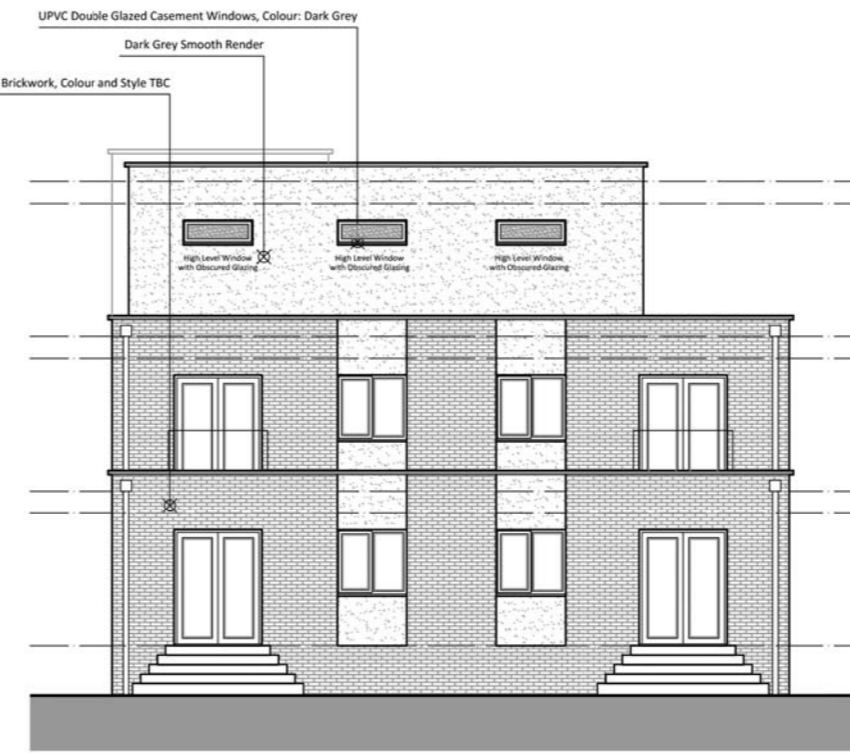 UPVC Double Glazed Casement Windows, Colour: Dark Grey
Dark Grey Smooth Render
Brickwork, Colour and Style TBC
High Level Window
with Obscured Glazing
High Level Window
with Obscured Glazing
High Level Window
with Obscured Glazing